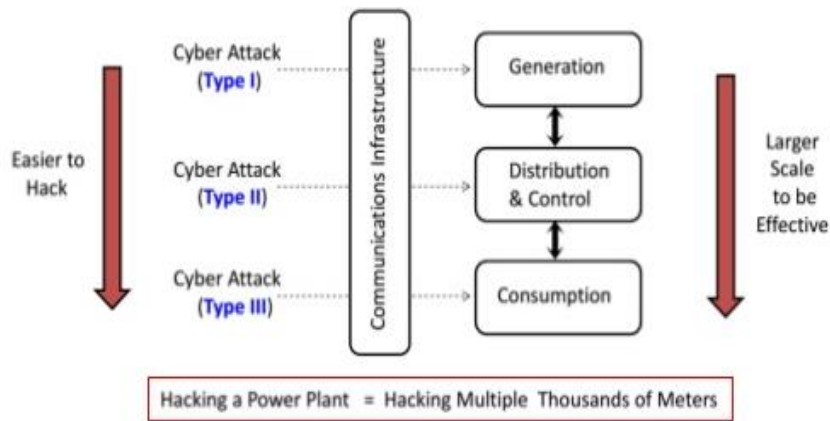 Easier to
Hack
Cyber Attack
(Type I)
Cyber Attack
(Type II)
Cyber Attack
(Type III)
Communications Infrastructure
Generation
Distribution
& Control
Consumption
Larger
Scale
to be
Effective
Hacking a Power Plant = Hacking Multiple Thousands of Meters